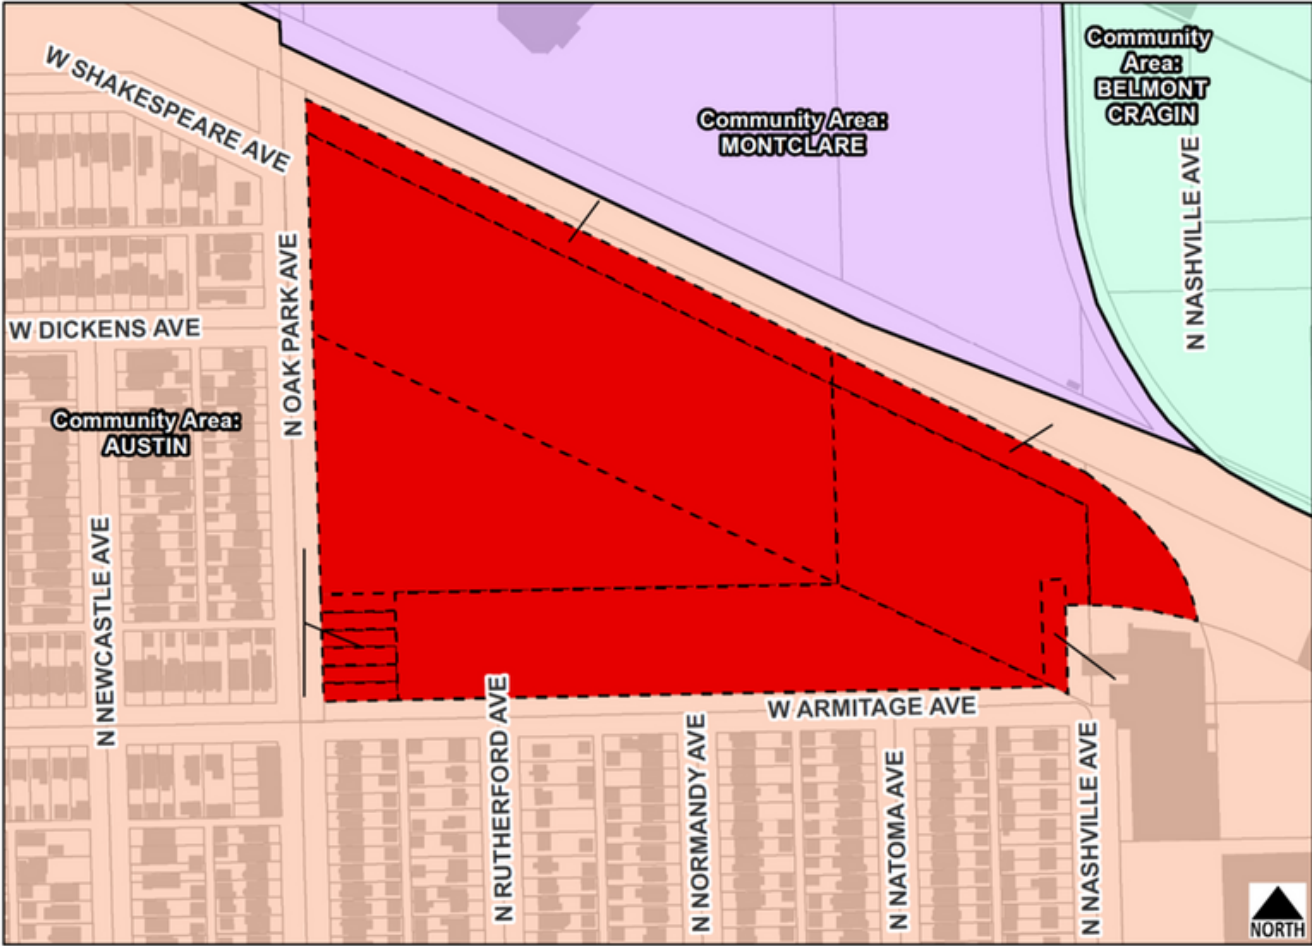 W SHAKESPEARE AVE
Community
Area:
BELMONT
CRAGIN
Community Area:
MONTCLARE
N NASHVILLE AVE
N OAK PARK AVE
W DICKENS AVE
Community Area:
AUSTIN
N NEWCASTLE AVE
N RUTHERFORD AVE
W ARMITAGE AVE
N NORMANDY AVE
N NATOMA AVE
N NASHVILLE AVE
NORTH